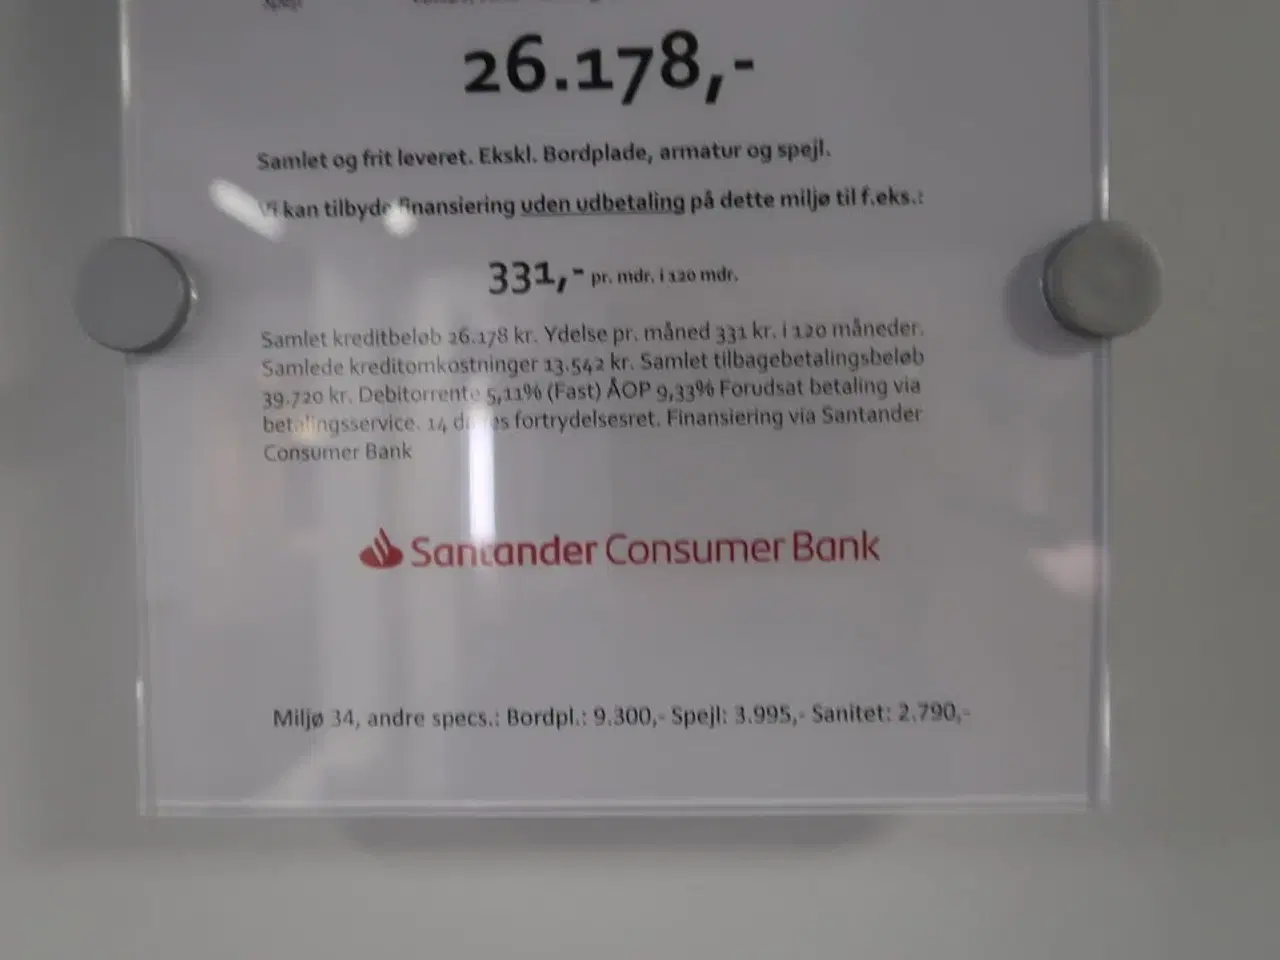 26.178,-
Samlet og frit leveret. Ekskl. Bordplade, armatur og spejl.
Vi kan tilbyde finansiering uden udbetaling på dette miljø til f.eks.:
331,- pr. mdr. i 120 mdr.
Samlet kreditbeløb 26.178 kr. Ydelse pr. måned 331 kr. i 120 måneder.
Samlede kreditomkostninger 13.542 kr. Samlet tilbagebetalingsbeløb
39.720 kr. Debitorrente 5,11% (Fast) ÅOP 9,33% Forudsat betaling via
betalingsservice. 14 dages fortrydelsesret. Finansiering via Santander
Consumer Bank
Santander Consumer Bank
Miljø 34, andre specs.: Bordpl.: 9.300,- Spejl: 3.995,- Sanitet: 2.790,-